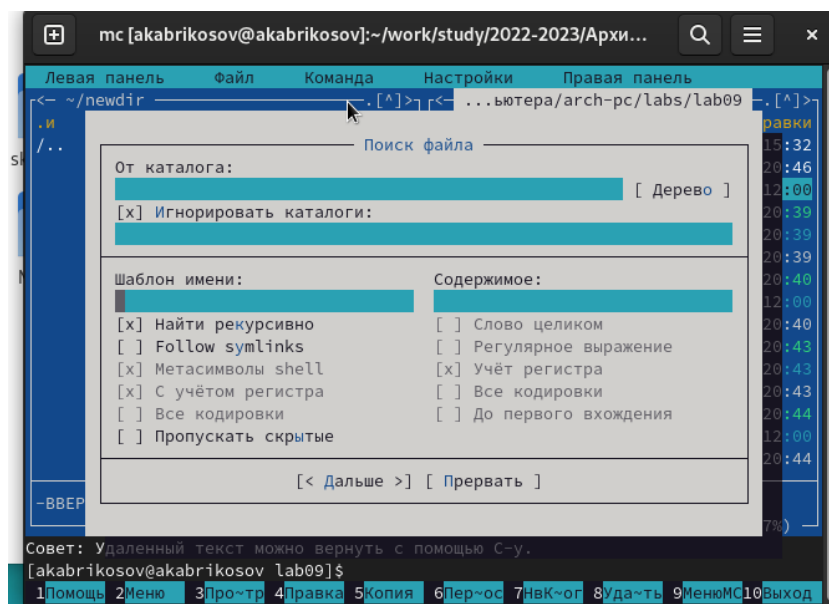 mc [akabrikosov@akabrikosov]:~/work/study/2022-2023/Архи...
Левая панель Файл Команда Настройки Правая панель
<— ~/newdir .[^]> <— ...ьютера/arch-pc/labs/lab09 .[^]>
.и равки
/.. 15:32
Поиск файла
От каталога: 20:46
[ Дерево ] 12:00
[x] Игнорировать каталоги: 20:39
20:39
20:39
Шаблон имени: Содержимое: 20:40
12:00
[x] Найти рекурсивно [ ] Слово целиком 20:40
[ ] Follow symlinks [ ] Регулярное выражение 20:43
[x] Метасимволы shell [x] Учёт регистра 20:43
[x] С учётом регистра [ ] Все кодировки 20:43
[ ] Все кодировки [ ] До первого вхождения 20:44
[ ] Пропускать скрытые 12:00
20:44
[< Дальше >] [ Прервать ]
-ВВЕР
7%)
Совет: Удаленный текст можно вернуть с помощью C-y.
[akabrikosov@akabrikosov lab09]$
1Помощь 2Меню 3Про~тр 4Правка 5Копия 6Пер~ос 7НвК~ог 8Уда~ть 9МенюMC 10Выход